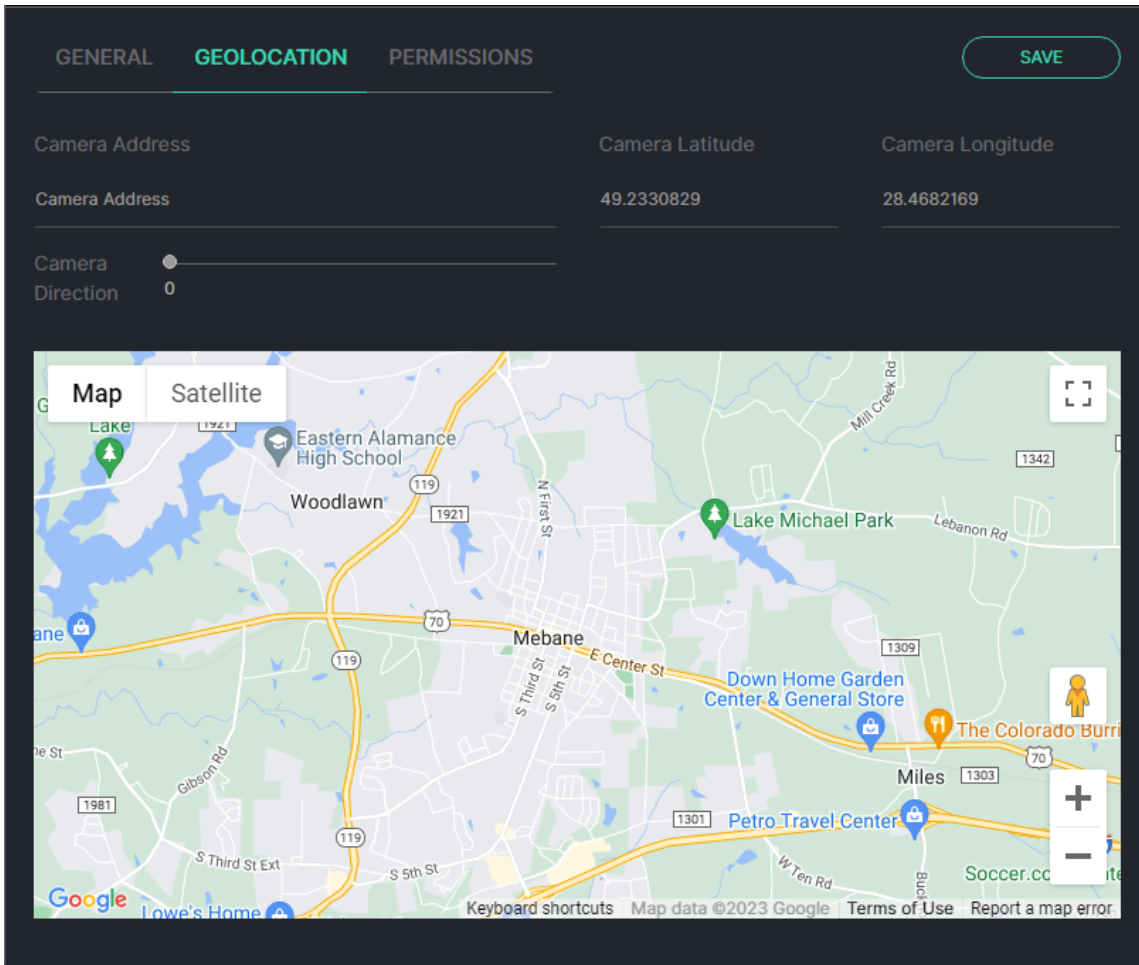 GENERAL
GEOLOCATION
PERMISSIONS
SAVE
Camera Address
Camera Latitude
Camera Longitude
Camera Address
49.2330829
28.4682169
Camera
Direction
0
Map
Satellite
Mill Creek Rd
G
Lake
1921
Eastern Alamance
High School
119
1342
Woodlawn
1921
N First St
Lake Michael Park
Lebanon Rd
70
ane
Mebane
1309
E Center St
119
S Third St
S 5th St
Down Home Garden
Center & General Store
The Colorado Burri
ne St
Gibson Rd
70
Miles
1303
1981
1301
Petro Travel Center
119
S Third St Ext
S 5th St
W Ten Rd
Buck
Soccer.co
te
Google
Lowe's Home
Keyboard shortcuts
Map data ©2023 Google
Terms of Use
Report a map error